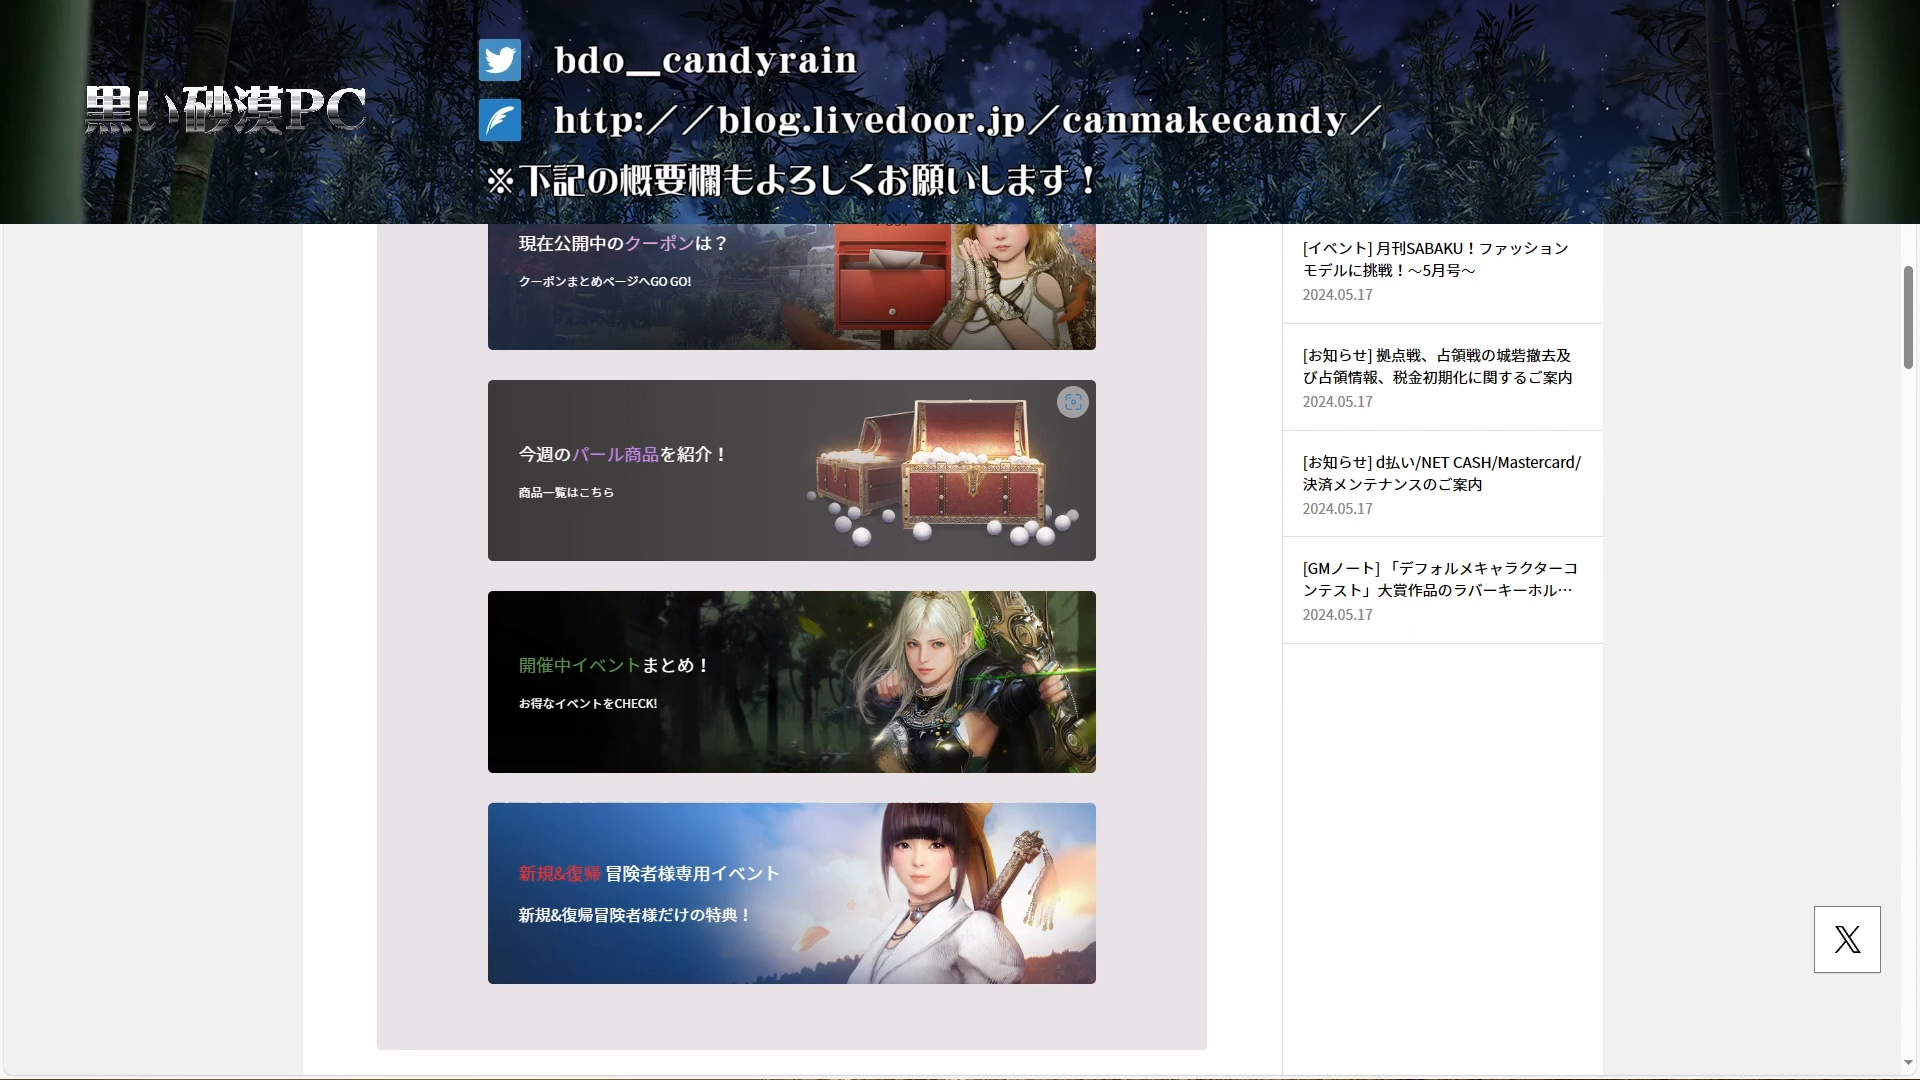 黒い砂漠PC
bdo__candyrain
http://blog.livedoor.jp/canmakecandy/
※下記の概要欄もよろしくお願いします！
現在公開中のクーポンは？
クーポンまとめページへGO GO!
今週のパール商品を紹介！
商品一覧はこちら
開催中イベントまとめ！
お得なイベントをCHECK!
新規&復帰 冒険者様専用イベント
新規&復帰冒険者様だけの特典！
[イベント] 月刊SABAKU！ファッション
モデルに挑戦！～5月号～
2024.05.17
[お知らせ] 拠点戦、占領戦の城砦撤去及
び占領情報、税金初期化に関するご案内
2024.05.17
[お知らせ] d払い/NET CASH/Mastercard/
決済メンテナンスのご案内
2024.05.17
[GMノート] 「デフォルメキャラクターコ
ンテスト」大賞作品のラバーキーホル…
2024.05.17